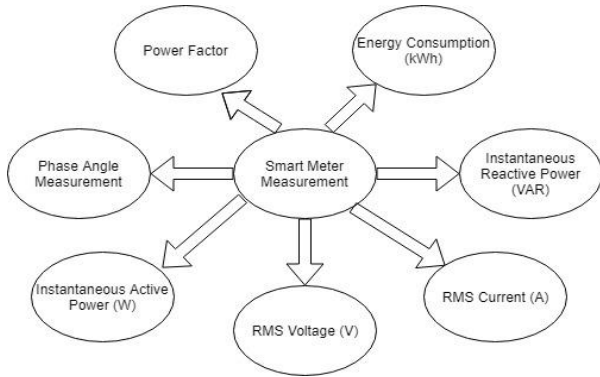 Power Factor
Energy Consumption
(kWh)
Phase Angle
Measurement
Smart Meter
Measurement
Instantaneous
Reactive Power
(VAR)
Instantaneous Active
Power (W)
RMS Voltage (V)
RMS Current (A)